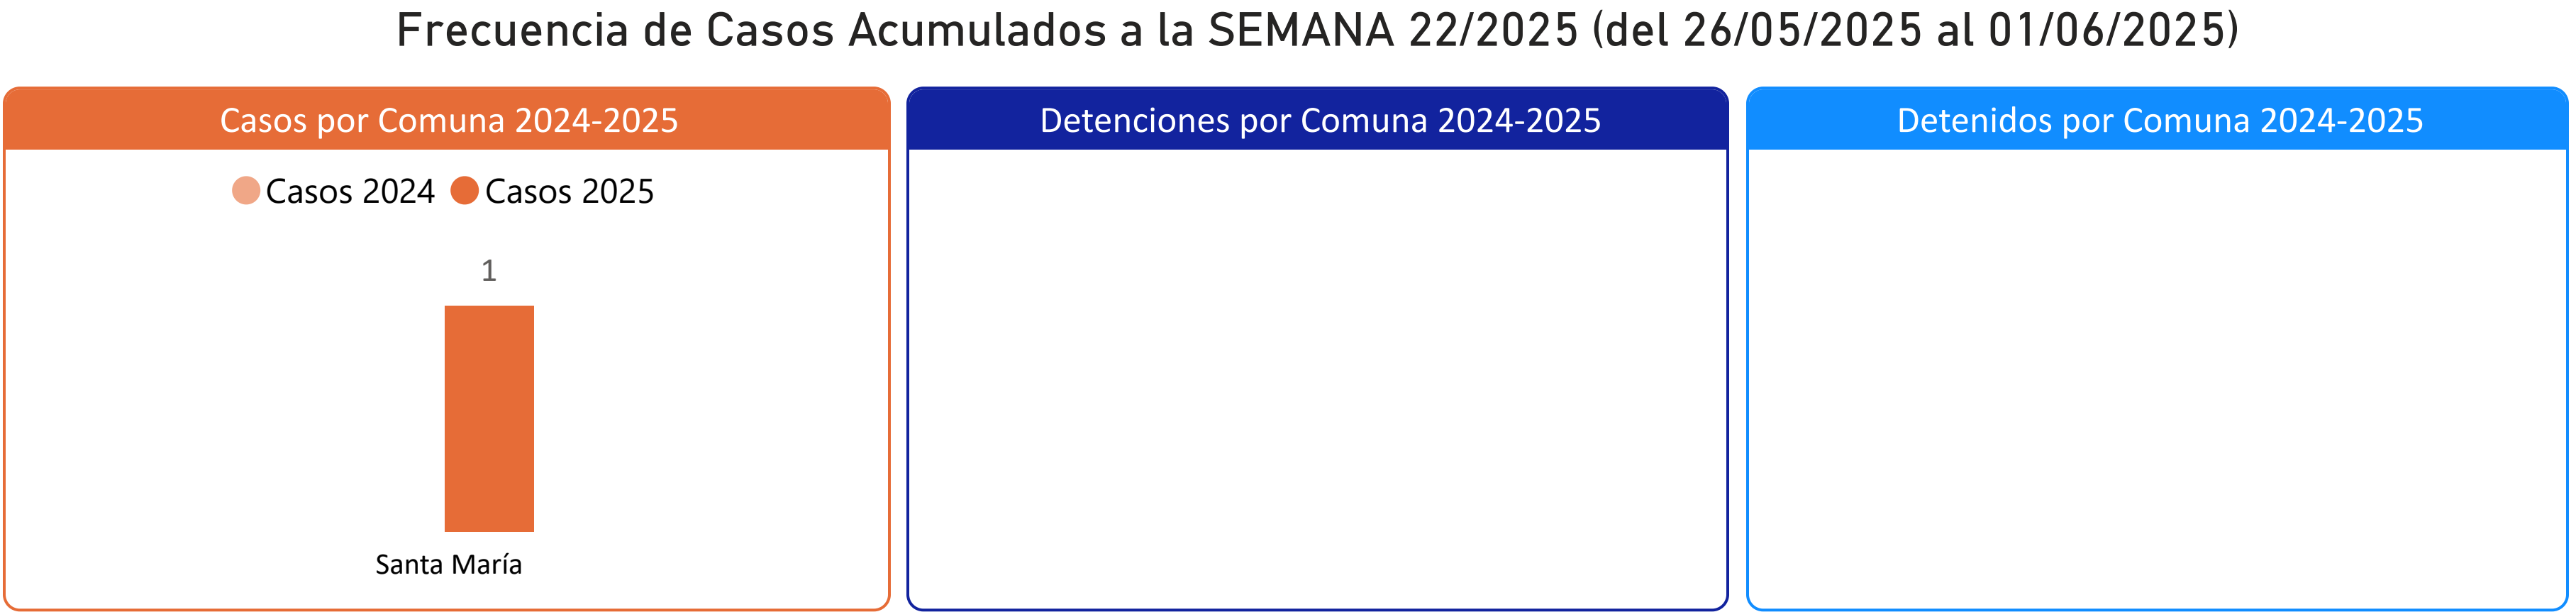 Frecuencia de Casos Acumulados a la SEMANA 22/2025 (del 26/05/2025 al 01/06/2025)
Casos por Comuna 2024-2025
Casos 2024 Casos 2025
1
Santa María
Detenciones por Comuna 2024-2025
Detenidos por Comuna 2024-2025